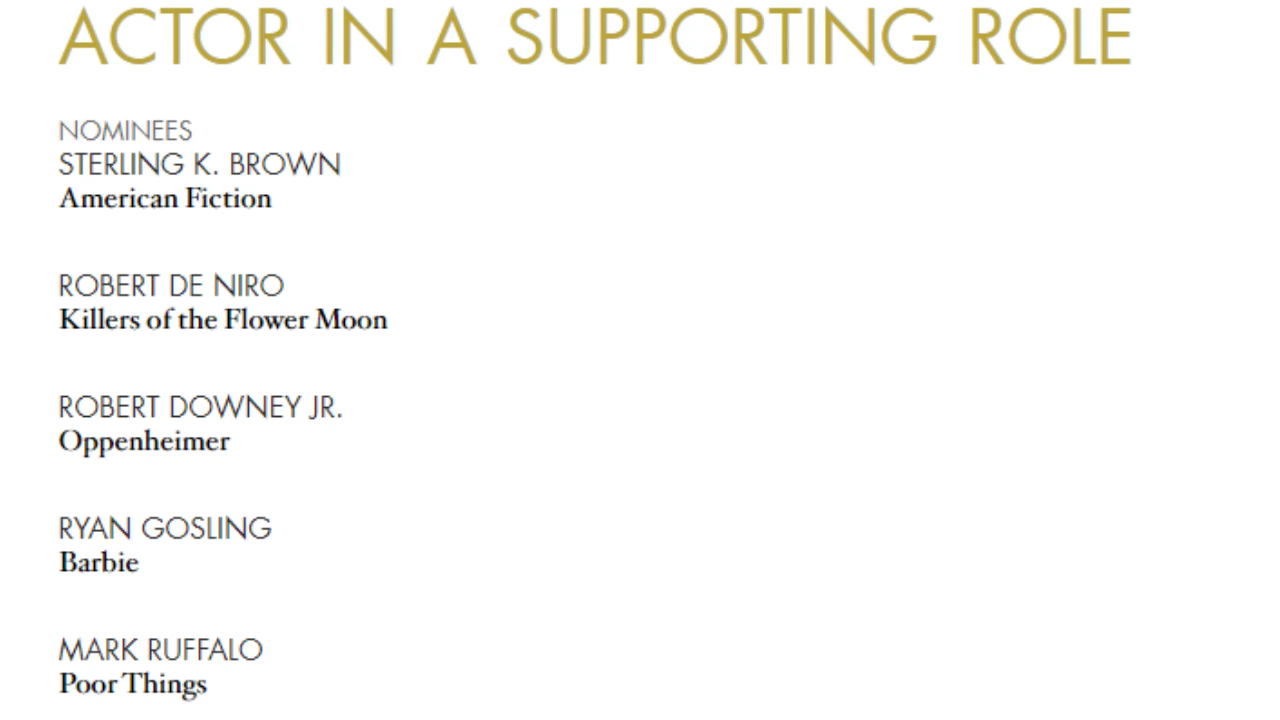 ACTOR IN A SUPPORTING ROLE
NOMINEES
STERLING K. BROWN
American Fiction
ROBERT DE NIRO
Killers of the Flower Moon
ROBERT DOWNEY JR.
Oppenheimer
RYAN GOSLING
Barbie
MARK RUFFALO
Poor Things